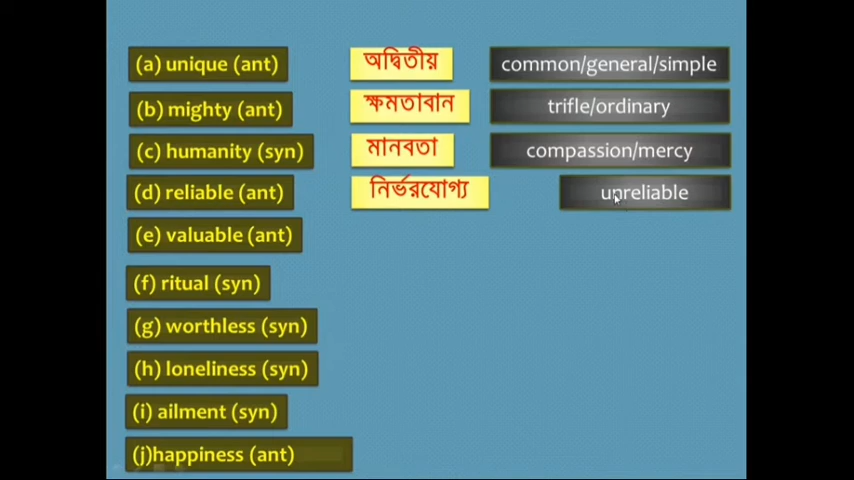 (a) unique (ant) অদ্বিতীয় common/general/simple
(b) mighty (ant) ক্ষমতাবান trifle/ordinary
(c) humanity (syn) মানবতা compassion/mercy
(d) reliable (ant) নির্ভরযোগ্য unreliable
(e) valuable (ant)
(f) ritual (syn)
(g) worthless (syn)
(h) loneliness (syn)
(i) ailment (syn)
(j)happiness (ant)